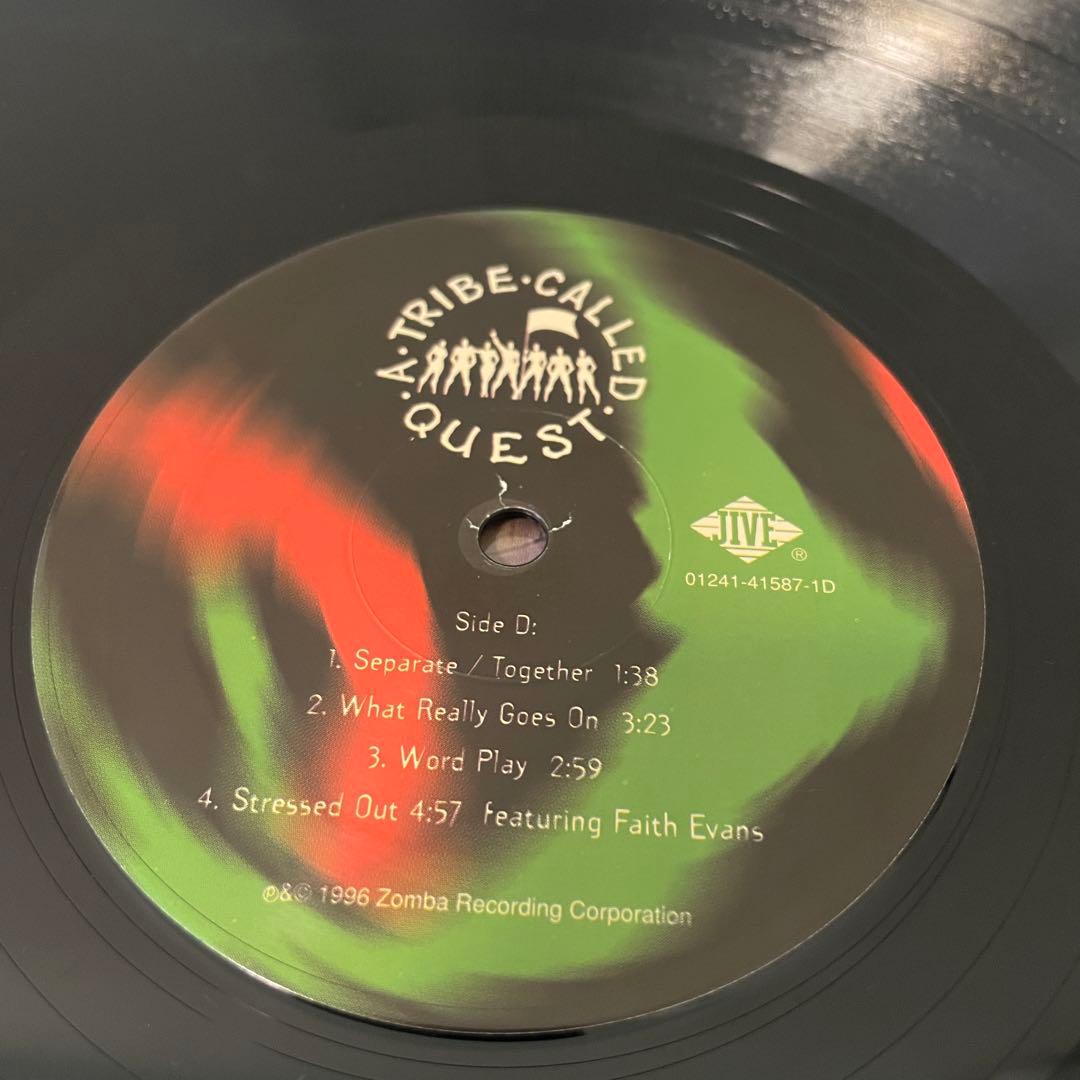 A·TRIBE·CALLED·
QUEST
JIVE
®
01241-41587-1D
Side D:
1. Separate / Together 1:38
2. What Really Goes On 3:23
3. Word Play 2:59
4. Stressed Out 4:57 featuring Faith Evans
℗&© 1996 Zomba Recording Corporation